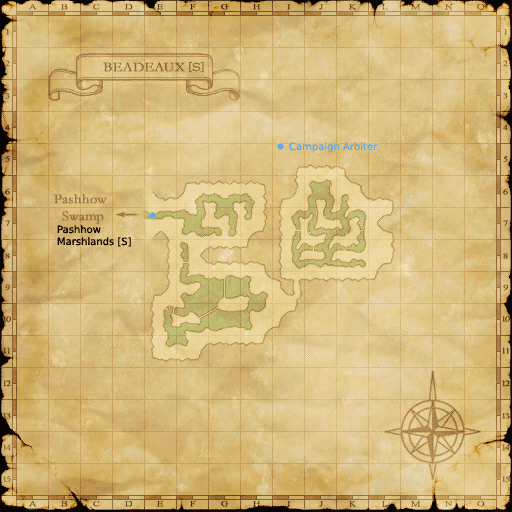 A B C D E F G H I J K L M N O
BEADEAUX [S]
Campaign Arbiter
Pashhow
Swamp
Pashhow
Marshlands [S]
1
2
3
4
5
6
7
8
9
10
11
12
13
14
15
A B C D E F G H I J K L M N O